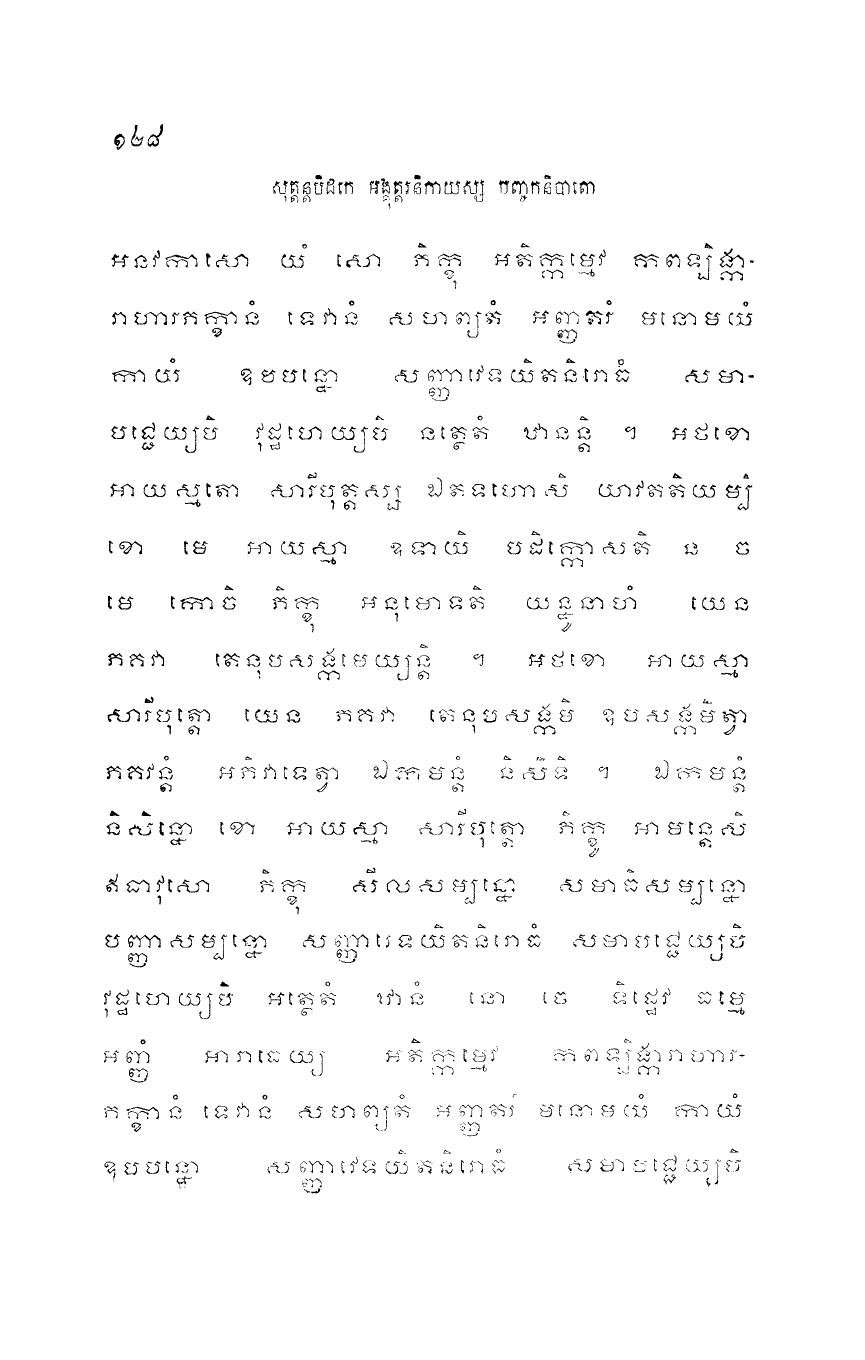 ១២៨
សុត្តន្តបិដកេ អង្គុត្តរនិកាយស្ស បញ្ចកនិបាតោ
អនវកាសោ យំ សោ ភិក្ខុ អតិក្កម្មេវ កពឡិង្ការា-
រាហារភក្ខានំ ទេវានំ សហព្យតំ អញ្ញតរំ មនោមយំ
កាយំ ឧបបន្នោ សញ្ញាវេទយិតនិរោធំ សមា-
បជ្ជេយ្យបិ វុដ្ឋហេយ្យបិ នត្ថេតំ ឋានន្តិ ។ អថខោ
អាយស្មតោ សារីបុត្តស្ស ឯតទហោសិ យាវតតិយម្បិ
ខោ មេ អាយស្មា ឧទាយិ បដិក្កោសតិ ន ច
មេ កោចិ ភិក្ខុ អនុមោទតិ យន្នូនាហំ យេន
ភគវា តេនុបសង្កមេយ្យន្តិ ។ អថខោ អាយស្មា
សារីបុត្តោ យេន ភគវា តេនុបសង្កមិ ឧបសង្កមិត្វា
ភគវន្តំ អភិវាទេត្វា ឯកមន្តំ និសីទិ ។ ឯកមន្តំ
និសិន្នោ ខោ អាយស្មា សារីបុត្តោ ភិក្ខូ អាមន្តេសិ
ឥធាវុសោ ភិក្ខុ សីលសម្បន្នោ សមាធិសម្បន្នោ
បញ្ញាសម្បន្នោ សញ្ញាវេទយិតនិរោធំ សមាបជ្ជេយ្យបិ
វុដ្ឋហេយ្យបិ អត្ថេតំ ឋានំ នោ ចេ ទិដ្ឋេវ ធម្មេ
អញ្ញំ អារាធេយ្យ អតិក្កម្មេវ កពឡិង្ការាហារ-
ភក្ខានំ ទេវានំ សហព្យតំ អញ្ញតរំ មនោមយំ កាយំ
ឧបបន្នោ សញ្ញាវេទយិតនិរោធំ សមាបជ្ជេយ្យបិ